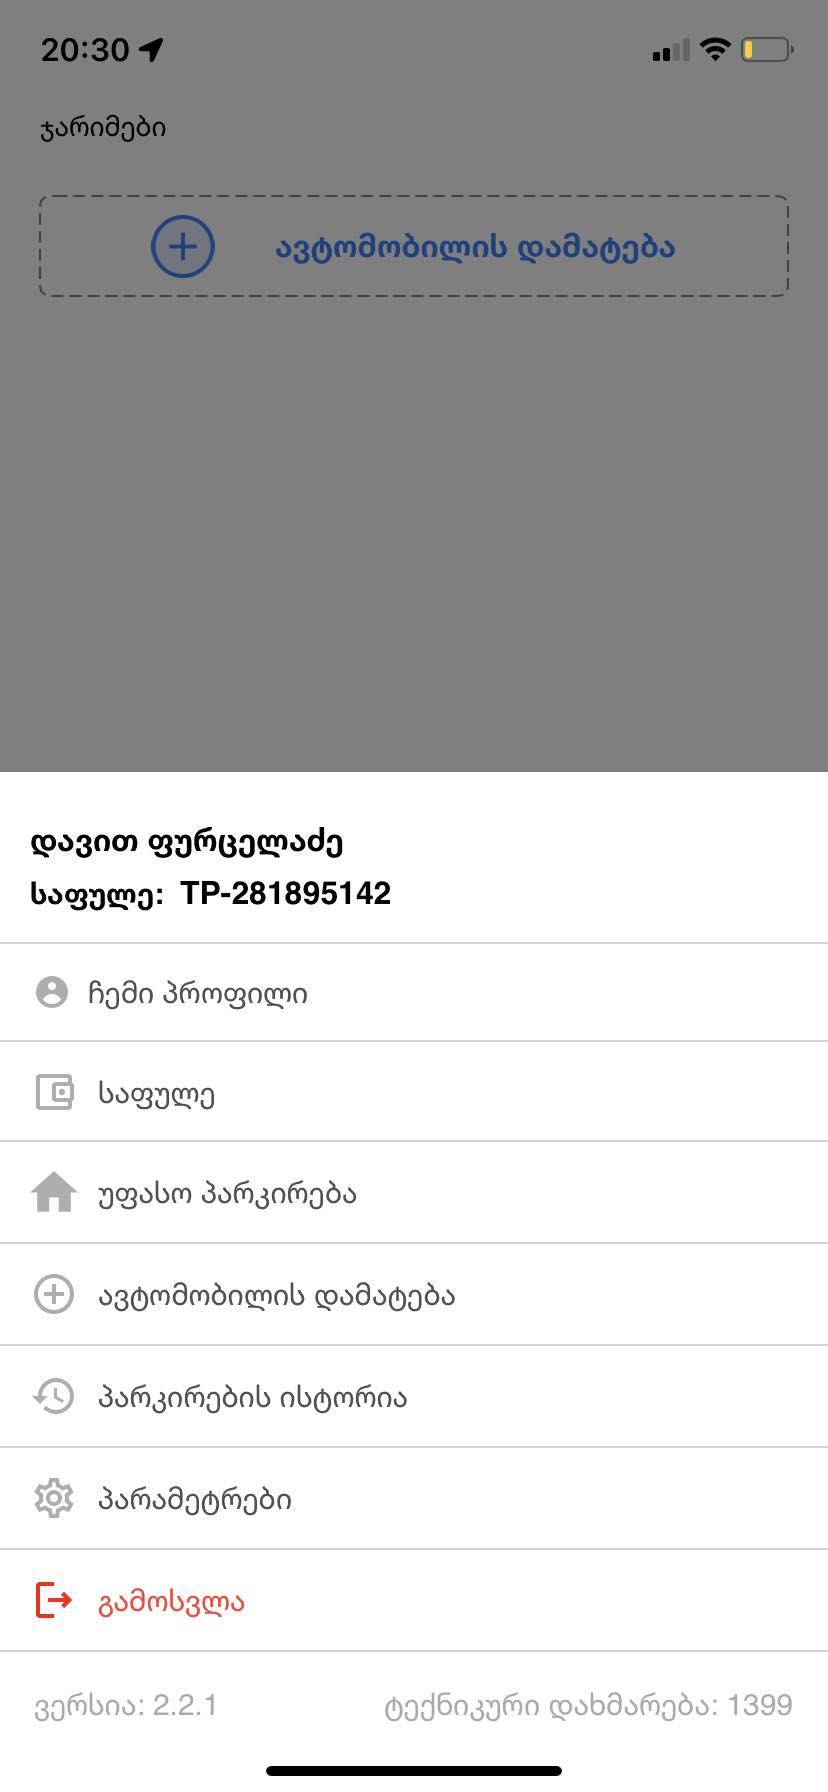 20:30
ჯარიმები
ავტომობილის დამატება
დავით ფურცელაძე
საფულე: TP-281895142
ჩემი პროფილი
საფულე
უფასო პარკირება
ავტომობილის დამატება
პარკირების ისტორია
პარამეტრები
გამოსვლა
ვერსია: 2.2.1 ტექნიკური დახმარება: 1399